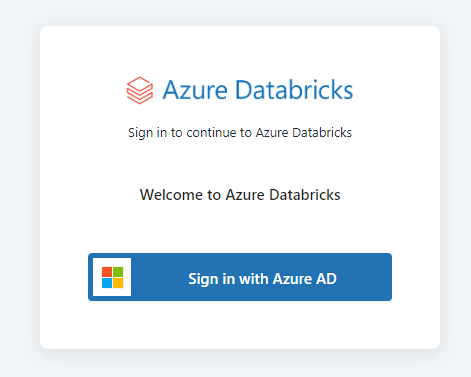 Azure Databricks
Sign in to continue to Azure Databricks
Welcome to Azure Databricks
Sign in with Azure AD